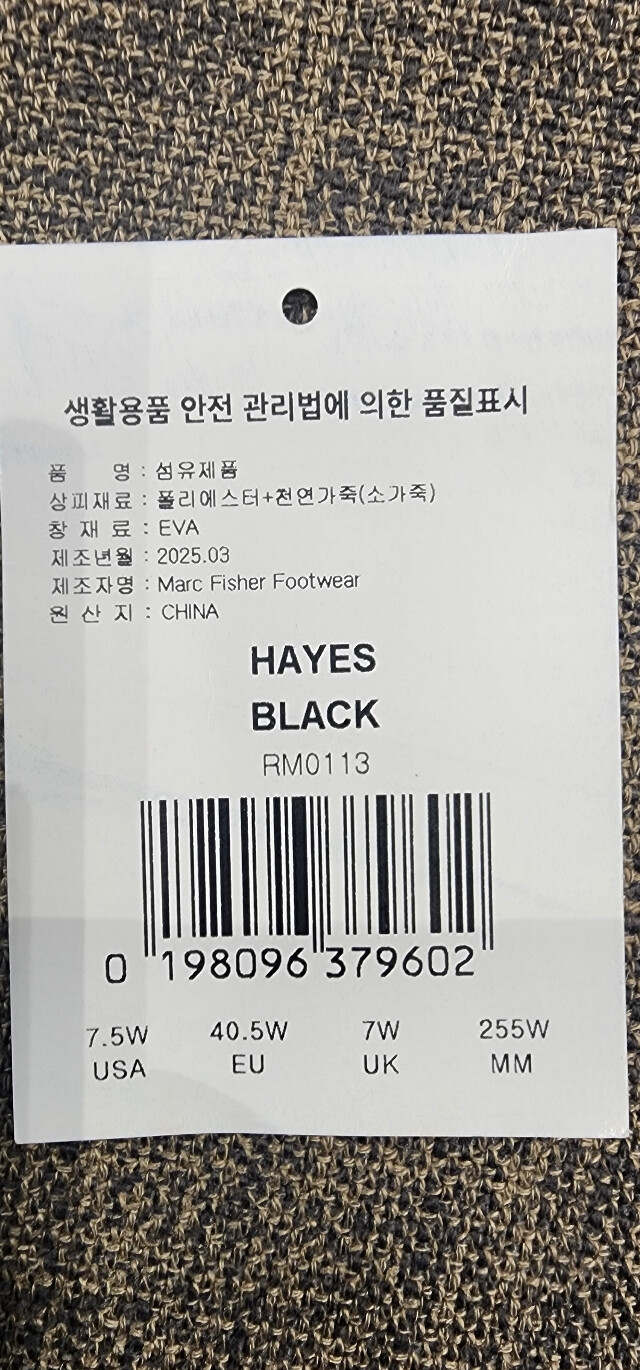 생활용품 안전 관리법에 의한 품질표시
품 명 : 섬유제품
상피재료 : 폴리에스터+천연가죽(소가죽)
창 재 료 : EVA
제조년월 : 2025.03
제조자명 : Marc Fisher Footwear
원 산 지 : CHINA
HAYES
BLACK
RM0113
0 198096 379602
7.5W 40.5W 7W 255W
USA EU UK MM